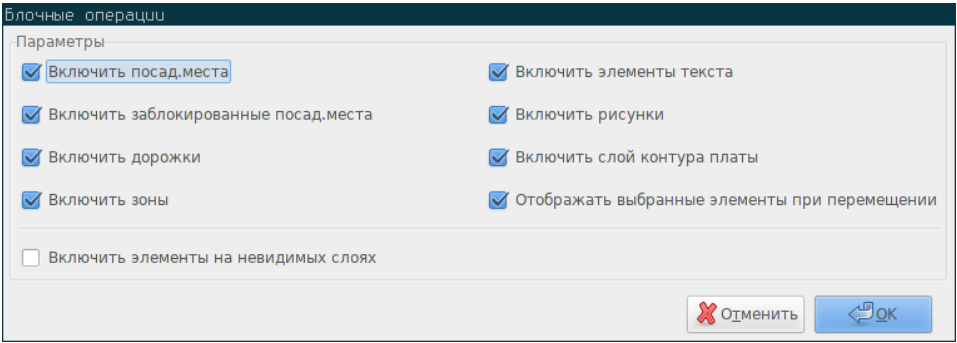 Блочные операции
Параметры
Включить посад.места
Включить элементы текста
Включить заблокированные посад.места
Включить рисунки
Включить дорожки
Включить слой контура платы
Включить зоны
Отображать выбранные элементы при перемещении
Включить элементы на невидимых слоях
Отменить
OK